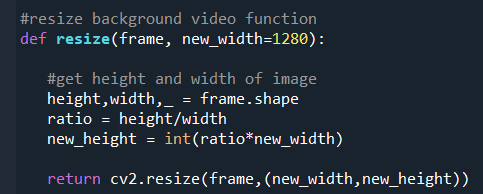 #resize background video function
def resize(frame, new_width=1280):
#get height and width of image
height,width,_ = frame.shape
ratio = height/width
new_height = int(ratio*new_width)
return cv2.resize(frame,(new_width,new_height))